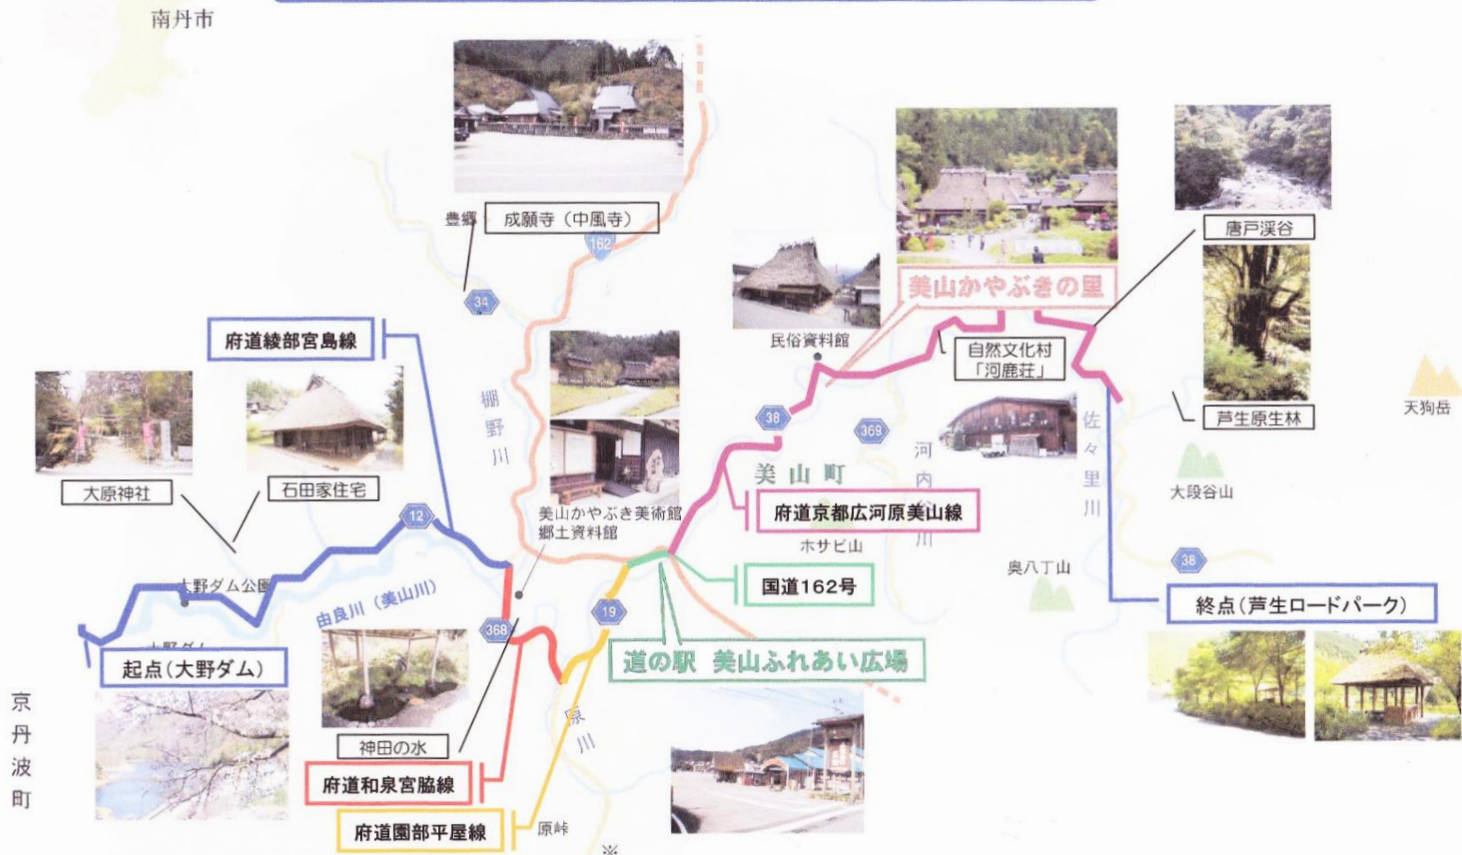 南丹市
豊郷
成願寺（中風寺）
162
34
府道綾部宮島線
大原神社
石田家住宅
棚野川
美山かやぶき美術館
郷土資料館
民俗資料館
美山かやぶきの里
唐戸渓谷
自然文化村
「河鹿荘」
芦生原生林
天狗岳
38
369
美山町
河内谷川
佐々里川
大段谷山
府道京都広河原美山線
ホサビ山
奥八丁山
38
12
大野ダム公園
由良川（美山川）
大野ダム
起点（大野ダム）
368
19
国道162号
終点（芦生ロードパーク）
道の駅 美山ふれあい広場
京丹波町
神田の水
原川
府道和泉宮脇線
府道園部平屋線
原峠
※